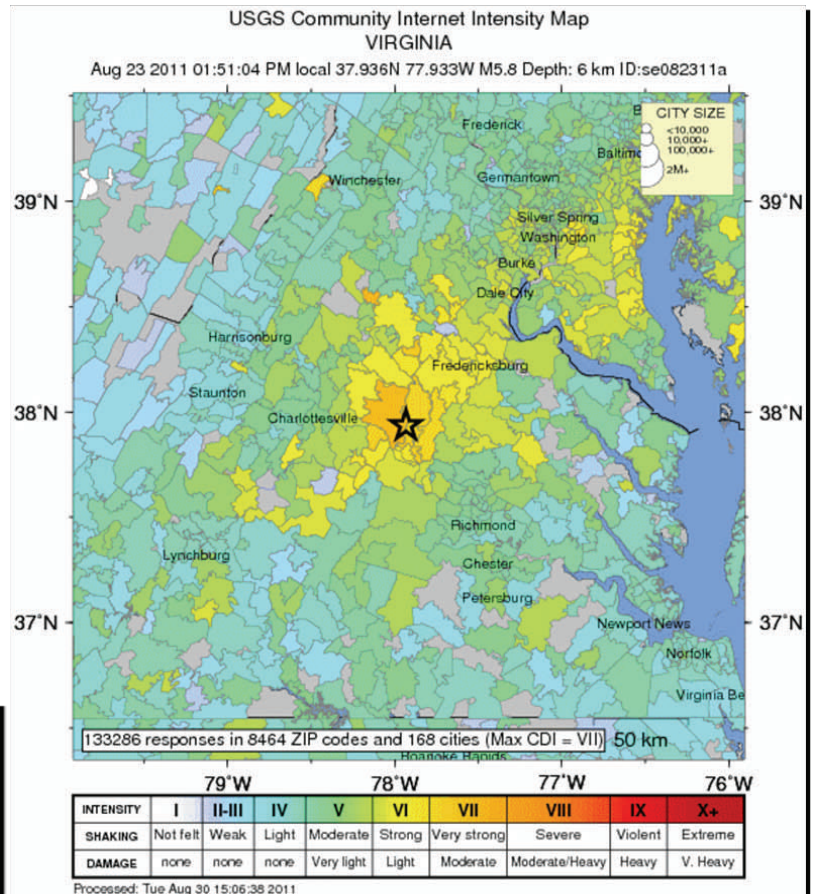 USGS Community Internet Intensity Map
VIRGINIA
Aug 23 2011 01:51:04 PM local 37.936N 77.933W M5.8 Depth: 6 km ID:se082311a
CITY SIZE
<10,000
10,000+
100,000+
2M+
Frederick
B
Baltimo
Winchester
Germantown
39°N
39°N
Silver Spring
Washington
Burke
Dale City
Harrisonburg
Fredericksburg
Staunton
38°N
Charlottesville
38°N
Richmond
Lynchburg
Chester
Petersburg
37°N
Newport News
37°N
Norfolk
Virginia Be
133286 responses in 8464 ZIP codes and 168 cities (Max CDI = VII)
50 km
Roanoke Rapids
79°W
78°W
77°W
76°W
INTENSITY I II-III IV V VI VII VIII IX X+
SHAKING Not felt Weak Light Moderate Strong Very strong Severe Violent Extreme
DAMAGE none none none Very light Light Moderate Moderate/Heavy Heavy V. Heavy
Processed: Tue Aug 30 15:06:38 2011